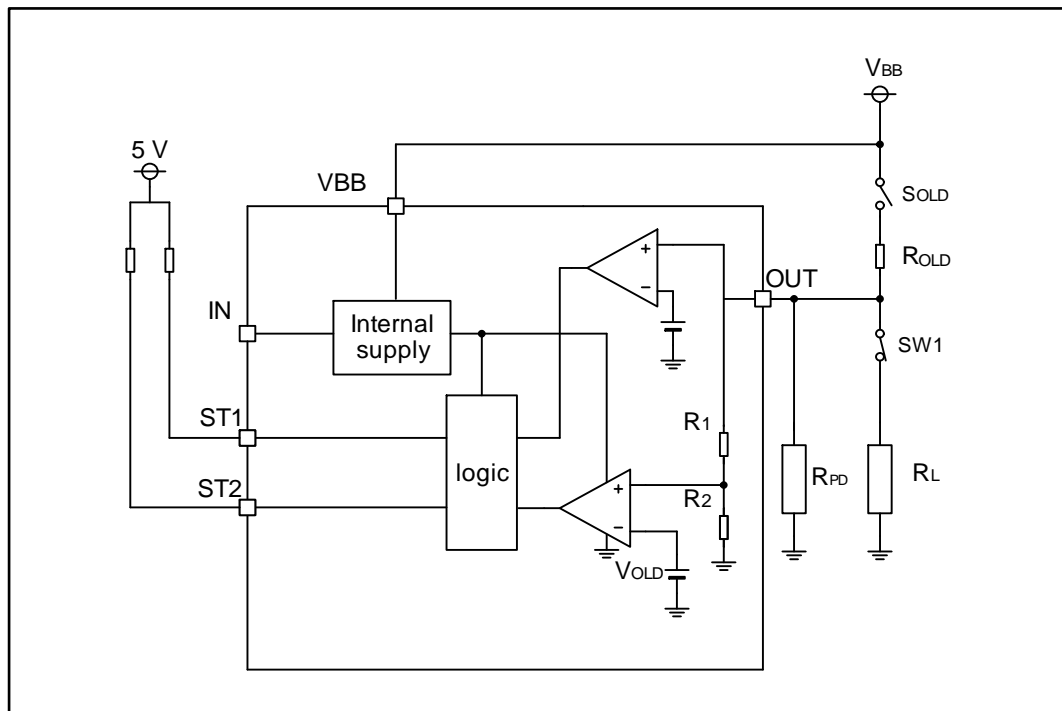 VBB
5 V
VBB
SOLD
ROLD
OUT
IN
Internal
supply
SW1
+
−
ST1
R1
logic
ST2
R2
RPD
RL
+
−
VOLD